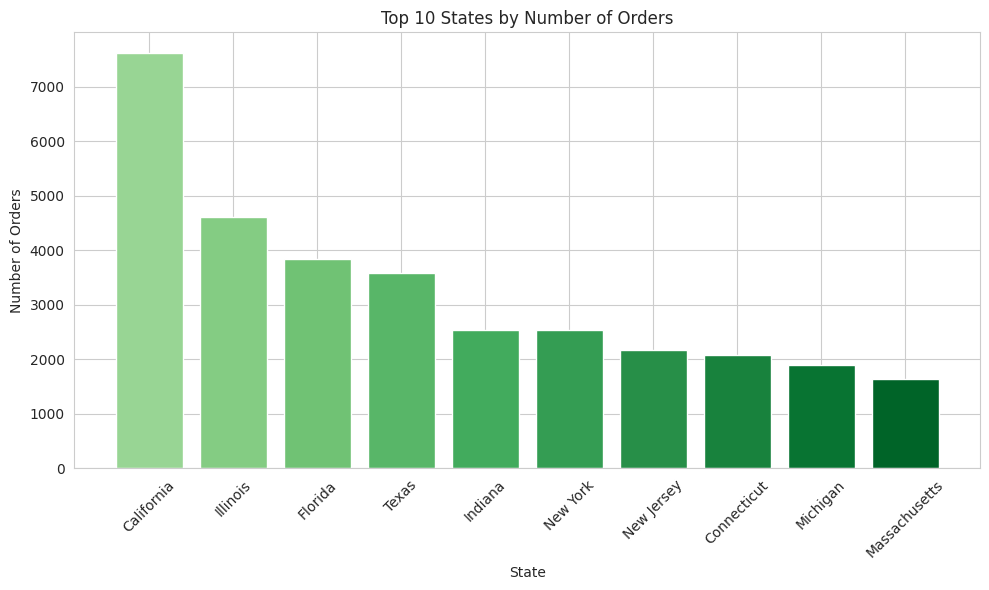 Top 10 States by Number of Orders
Number of Orders
7000
6000
5000
4000
3000
2000
1000
0
California
Illinois
Florida
Texas
Indiana
New York
New Jersey
Connecticut
Michigan
Massachusetts
State